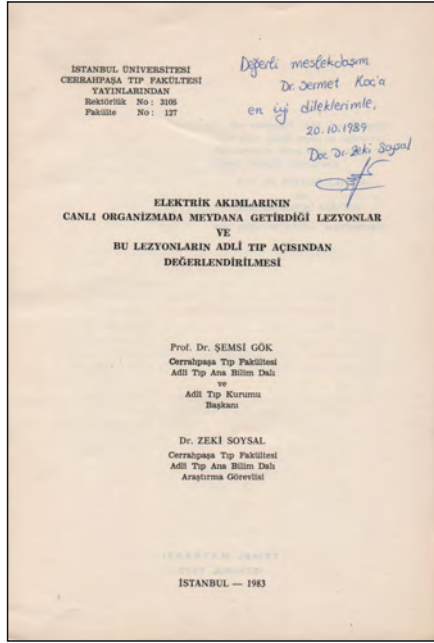 İSTANBUL ÜNİVERSİTESİ
CERRAHPAŞA TIP FAKÜLTESİ
YAYINLARINDAN
Rektörlük No : 3105
Fakülte No : 127
Değerli meslekdaşım
Dr. Sermet Koç'a
en iyi dileklerimle,
20.10.1989
Doc. Dr. Zeki Soysal
ELEKTRİK AKIMLARININ
CANLI ORGANİZMADA MEYDANA GETİRDİĞİ LEZYONLAR
VE
BU LEZYONLARIN ADLÎ TIP AÇISINDAN
DEĞERLENDİRİLMESİ
Prof. Dr. ŞEMSİ GÖK
Cerrahpaşa Tıp Fakültesi
Adli Tıp Ana Bilim Dalı
ve
Adli Tıp Kurumu
Başkanı
Dr. ZEKİ SOYSAL
Cerrahpaşa Tıp Fakültesi
Adli Tıp Ana Bilim Dalı
Araştırma Görevlisi
İSTANBUL — 1983